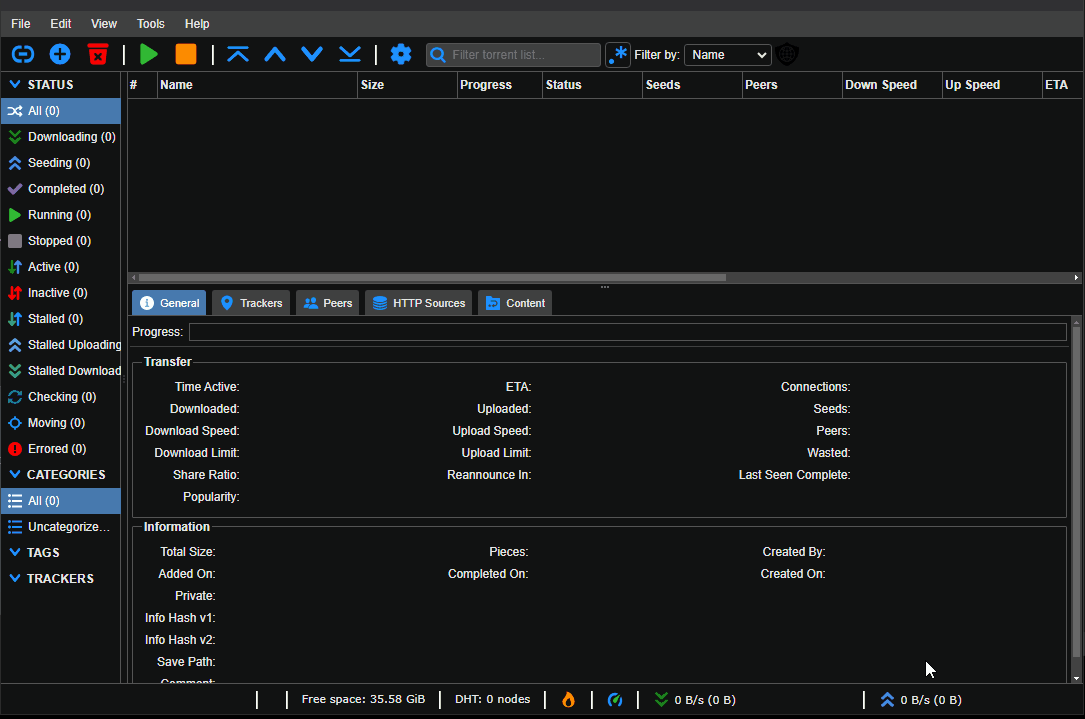 File Edit View Tools Help
Filter torrent list... .* Filter by: Name
STATUS
All (0)
Downloading (0)
Seeding (0)
Completed (0)
Running (0)
Stopped (0)
Active (0)
Inactive (0)
Stalled (0)
Stalled Uploading
Stalled Download
Checking (0)
Moving (0)
Errored (0)
CATEGORIES
All (0)
Uncategorize...
TAGS
TRACKERS
# Name Size Progress Status Seeds Peers Down Speed Up Speed ETA
General Trackers Peers HTTP Sources Content
Progress:
Transfer
Time Active: ETA: Connections:
Downloaded: Uploaded: Seeds:
Download Speed: Upload Speed: Peers:
Download Limit: Upload Limit: Wasted:
Share Ratio: Reannounce In: Last Seen Complete:
Popularity:
Information
Total Size: Pieces: Created By:
Added On: Completed On: Created On:
Private:
Info Hash v1:
Info Hash v2:
Save Path:
Comment:
Free space: 35.58 GiB DHT: 0 nodes 0 B/s (0 B) 0 B/s (0 B)